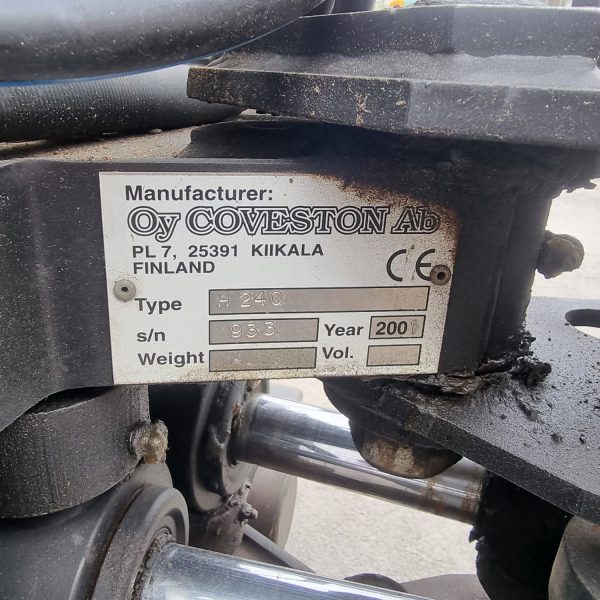 Manufacturer:
Oy COVESTON Ab
PL 7, 25391 KIIKALA
FINLAND
CE
Type H 240
s/n 933 Year 2001
Weight Vol.